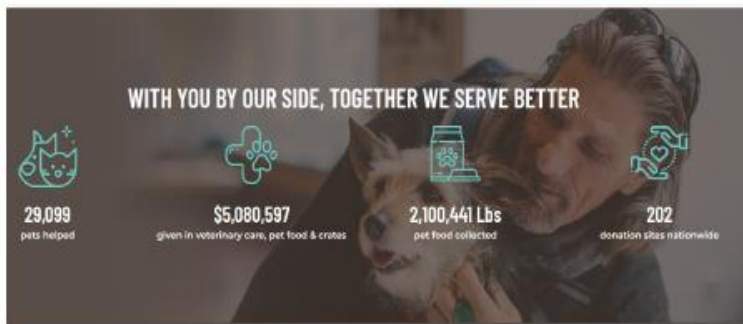 WITH YOU BY OUR SIDE, TOGETHER WE SERVE BETTER
29,099
pets helped
$5,080,597
given in veterinary care, pet food & crates
2,100,441 Lbs
pet food collected
202
donation sites nationwide